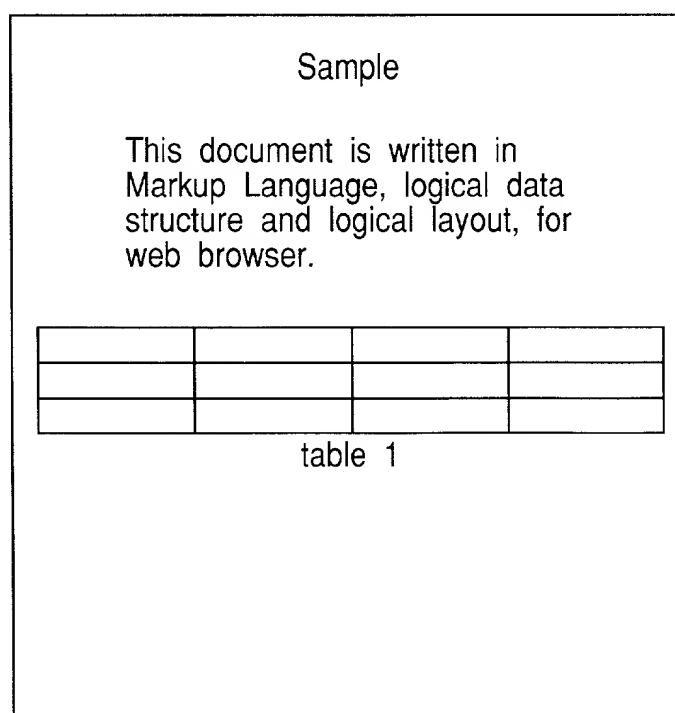 Sample
This document is written in
Markup Language, logical data
structure and logical layout, for
web browser.
table 1